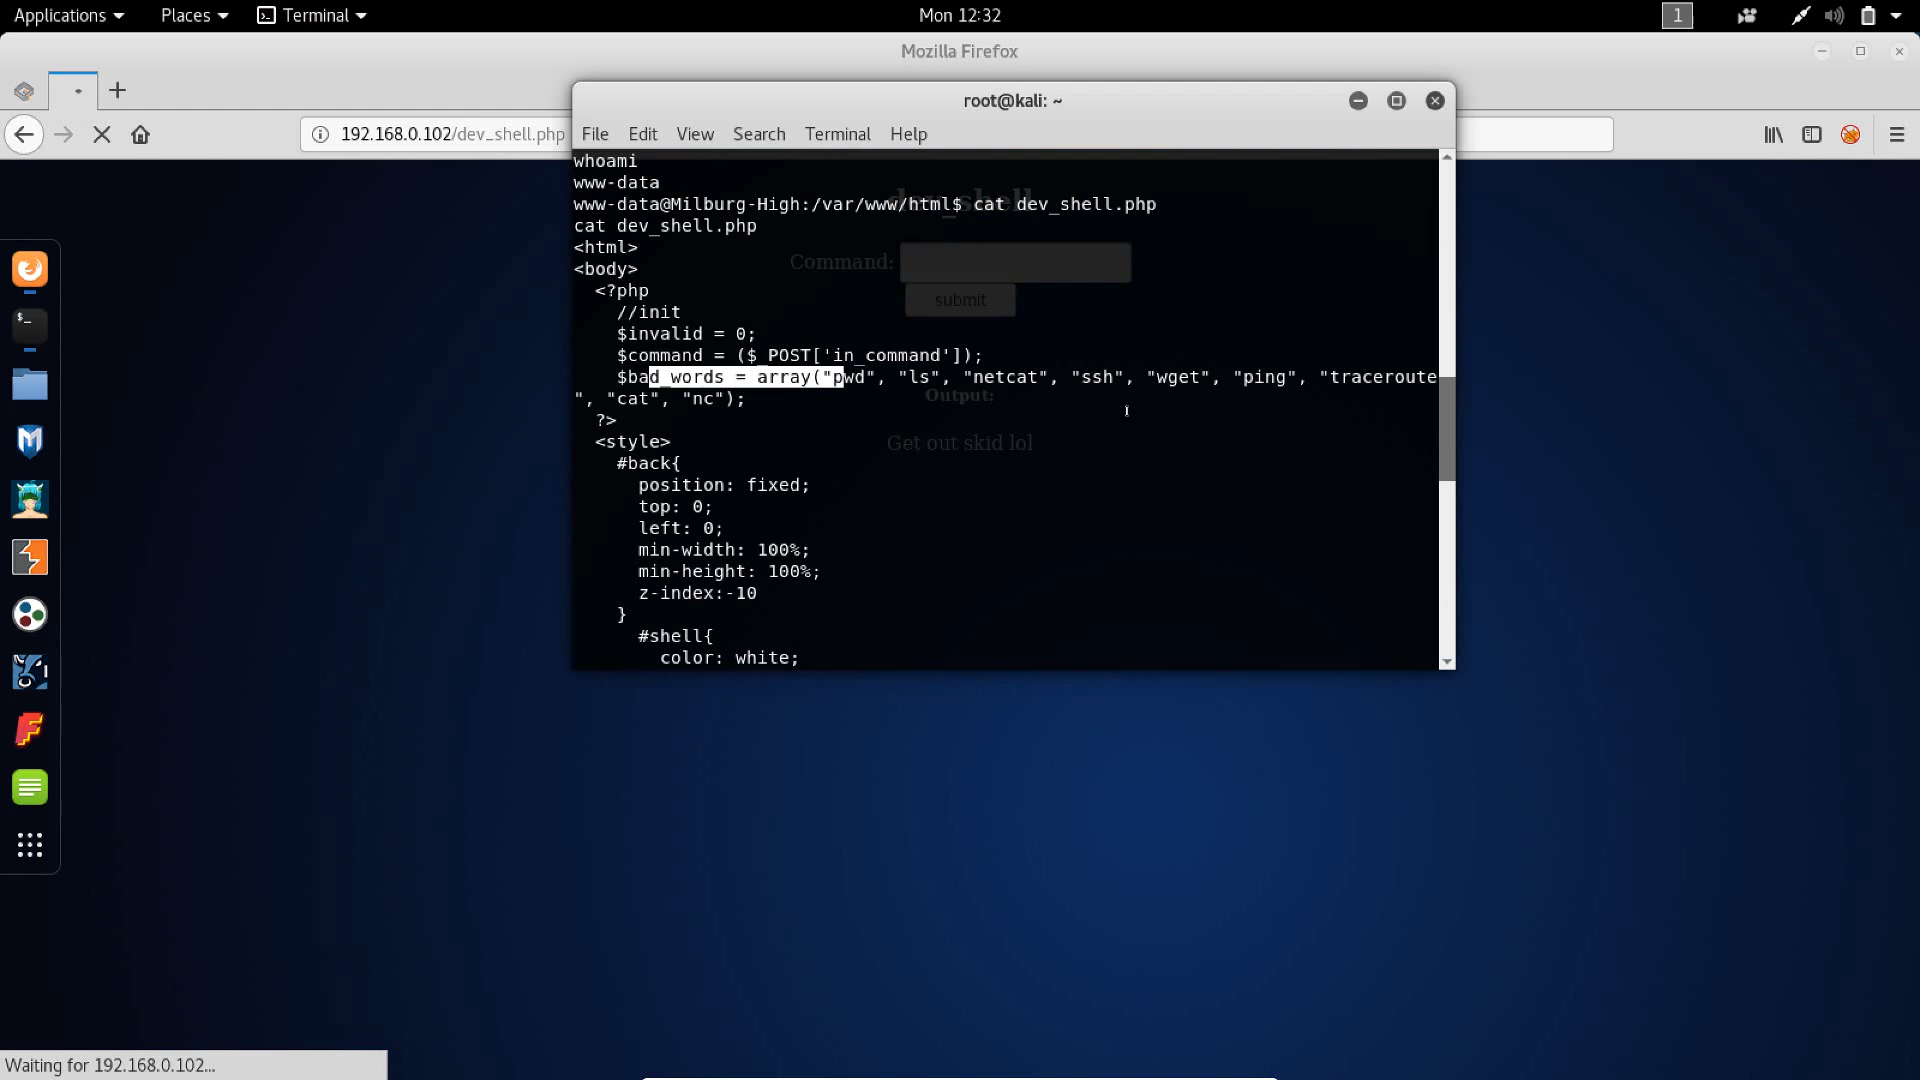 Applications Places Terminal Mon 12:32 1
Mozilla Firefox
192.168.0.102/dev_shell.php
root@kali: ~
File Edit View Search Terminal Help
whoami
www-data
www-data@Milburg-High:/var/www/html$ cat dev_shell.php
cat dev_shell.php
<html>
<body>
<?php
//init
$invalid = 0;
$command = ($_POST['in_command']);
$bad_words = array("pwd", "ls", "netcat", "ssh", "wget", "ping", "traceroute
", "cat", "nc");
?>
<style>
#back{
position: fixed;
top: 0;
left: 0;
min-width: 100%;
min-height: 100%;
z-index:-10
}
#shell{
color: white;
dev_shell
Command:
submit
Output:
Get out skid lol
Waiting for 192.168.0.102...